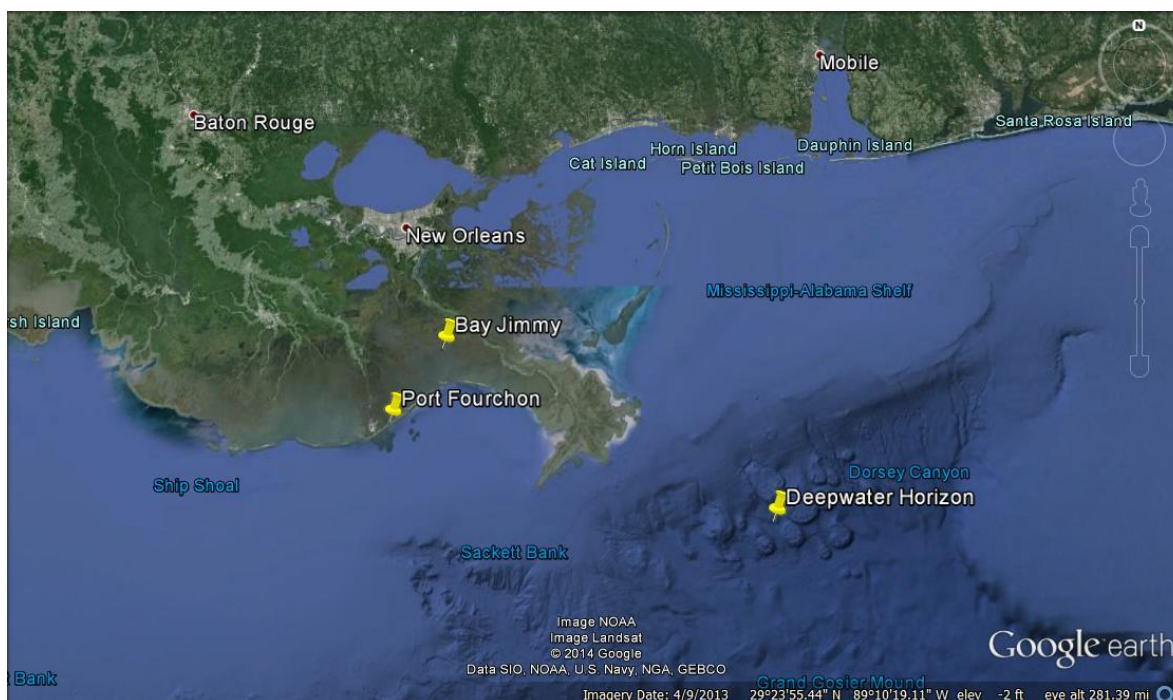 N
Mobile
Baton Rouge
Santa Rosa Island
Horn Island
Dauphin Island
Cat Island
Petit Bois Island
New Orleans
Mississippi-Alabama Shelf
rsh Island
Bay Jimmy
Port Fourchon
Dorsey Canyon
Ship Shoal
Deepwater Horizon
Sackett Bank
Image NOAA
Image Landsat
© 2014 Google
Data SIO, NOAA, U.S. Navy, NGA, GEBCO
Google earth
t Bank
Grand Gosier Mound
Imagery Date: 4/9/2013 29°23'55.44" N 89°10'19.11" W elev -2 ft eye alt 281.39 mi